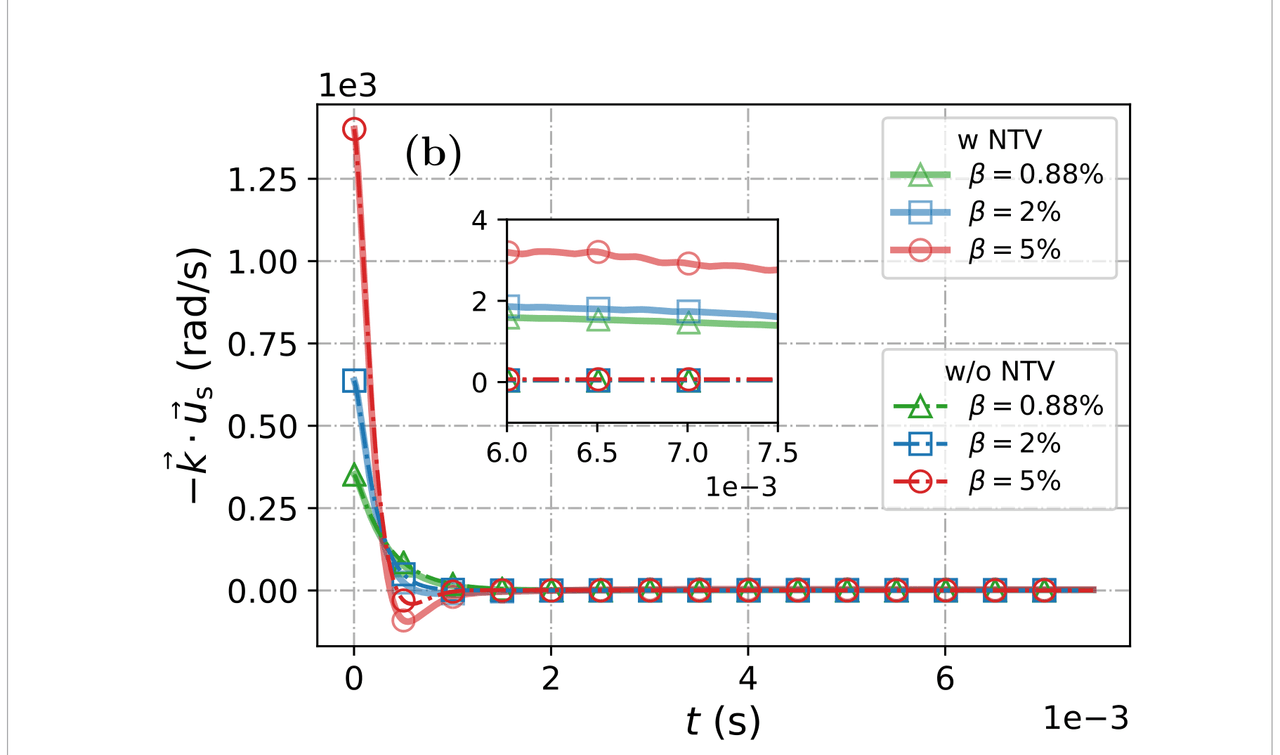 1e3
(b)
w NTV
β = 0.88%
β = 2%
β = 5%
w/o NTV
β = 0.88%
β = 2%
β = 5%
1.25
1.00
0.75
0.50
0.25
0.00
−k⃗ · u⃗ₛ (rad/s)
4
2
0
6.0 6.5 7.0 7.5
1e−3
0 2 4 6
t (s)
1e−3